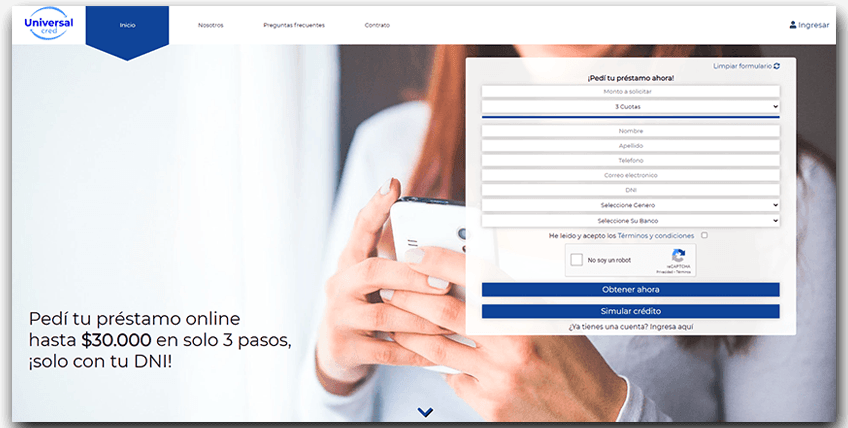 Universal
cred
Inicio
Nosotros
Preguntas frecuentes
Contrato
Ingresar
Limpiar formulario
¡Pedí tu préstamo ahora!
Monto a solicitar
3 Cuotas
Nombre
Apellido
Telefono
Correo electronico
DNI
Seleccione Genero
Seleccione Su Banco
He leido y acepto los Términos y condiciones
No soy un robot
reCAPTCHA
Privacidad - Términos
Obtener ahora
Simular crédito
¿Ya tienes una cuenta? Ingresa aquí
Pedí tu préstamo online
hasta $30.000 en solo 3 pasos,
¡solo con tu DNI!